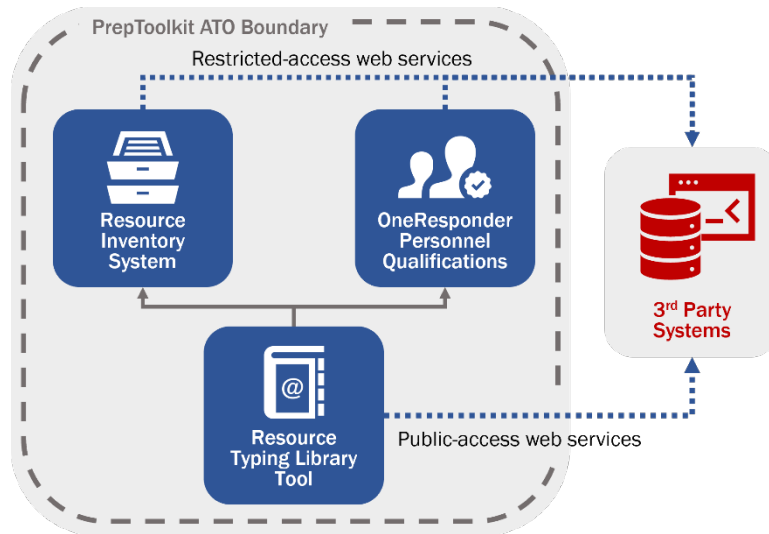 PrepToolkit ATO Boundary
Restricted-access web services
Resource
Inventory
System
OneResponder
Personnel
Qualifications
3rd Party
Systems
@
Resource
Typing Library
Tool
Public-access web services